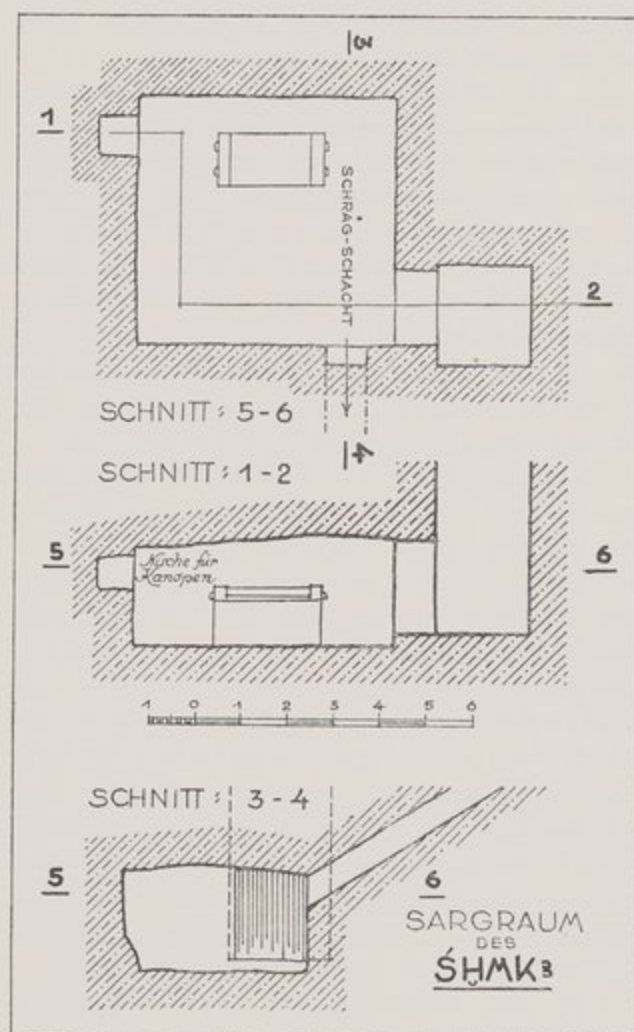 3
1
SCHRÄG-SCHACHT
2
SCHNITT: 5-6
4
SCHNITT: 1-2
5
Nische für
Kanopen
6
1 0 1 2 3 4 5 6
SCHNITT: 3-4
5
6
SARGRAUM
DES
ŚḤMKꜣ